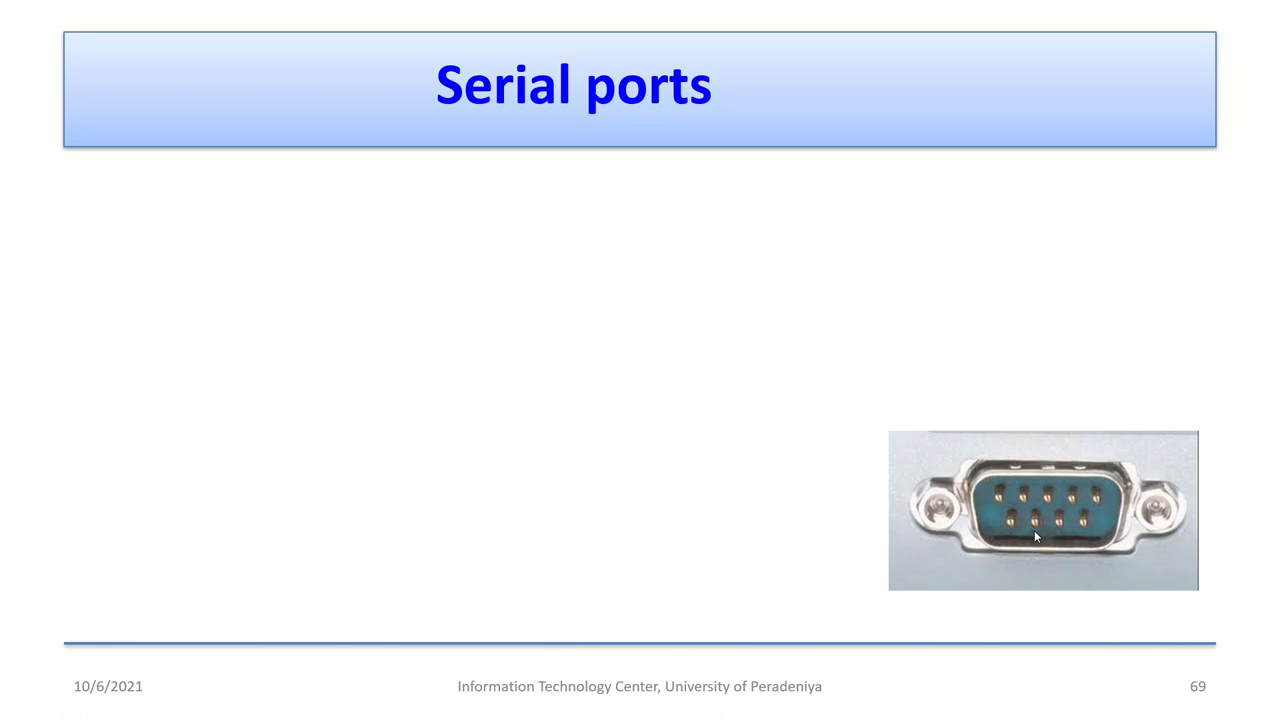 Serial ports
10/6/2021
Information Technology Center, University of Peradeniya
69